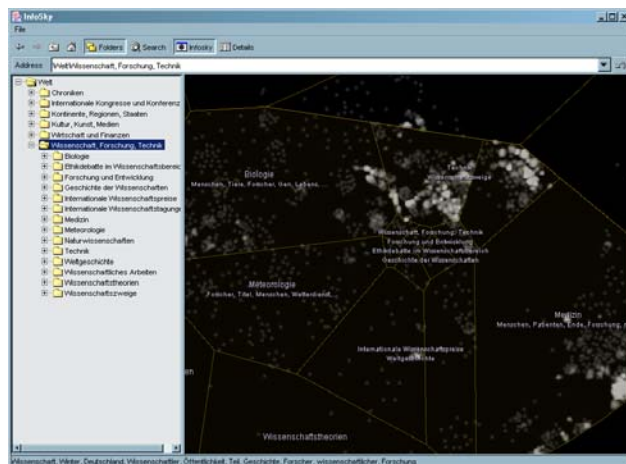 InfoSky
File
Folders Search Infosky Details
Address \Welt\Wissenschaft, Forschung, Technik
Welt
Chroniken
Internationale Kongresse und Konferenz
Kontinente, Regionen, Staaten
Kultur, Kunst, Medien
Wirtschaft und Finanzen
Wissenschaft, Forschung, Technik
Biologie
Ethikdebatte im Wissenschaftsbereic
Forschung und Entwicklung
Geschichte der Wissenschaften
Internationale Wissenschaftspreise
Internationale Wissenschaftstagung
Medizin
Meteorologie
Naturwissenschaften
Technik
Weltgeschichte
Wissenschaftliches Arbeiten
Wissenschaftstheorien
Wissenschaftszweige
Technik
Biologie
Menschen, Tiere, Forscher, Gen, Lebens, ...
Wissenschaft, Forschung, Technik
Forschung und Entwicklung
Ethikdebatte im Wissenschaftsbereich
Geschichte der Wissenschaften
Meteorologie
Forscher, Titel, Menschen, Wetterdienst, ...
Medizin
Menschen, Patienten, Ende, Forschung,
Internationale Wissenschaftspreise
Weltgeschichte
en
Wissenschaftstheorien
Wissenschaft, Winter, Deutschland, Wissenschaftler, Öffentlichkeit, Teil, Geschichte, Forscher, wissenschaftlicher, Forschung